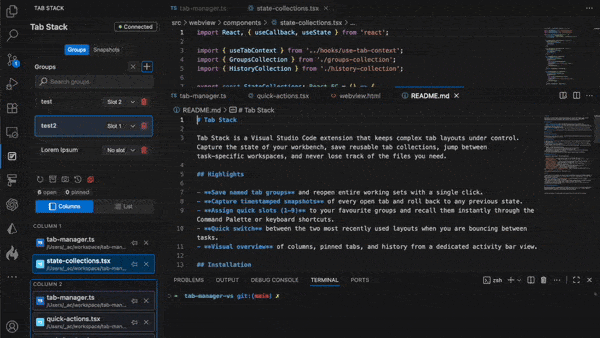 TAB STACK
Tab Stack
Connected
Groups Snapshots
Groups
Search groups
test Slot 2
test2 Slot 1
Lorem Ipsum No slot
6 open 0 pinned
Columns List
COLUMN 1
tab-manager.ts
/Users/_ac/workspace/tab-man...
state-collections.tsx
/Users/_ac/workspace/tab-man...
COLUMN 2
tab-manager.ts
/Users/_ac/workspace/tab-man...
quick-actions.tsx
/Users/_ac/workspace/tab-man...
TS tab-manager.ts state-collections.tsx
src > webview > components > state-collections.tsx > ...
1 import React, { useCallback, useState } from 'react';
3 import { useTabContext } from '../hooks/use-tab-context';
4 import { GroupsCollection } from './groups-collection';
5 import { HistoryCollection } from './history-collection';
TS tab-manager.ts quick-actions.tsx webview.html README.md
README.md > # Tab Stack
1 # Tab Stack
2
3 Tab Stack is a Visual Studio Code extension that keeps complex tab layouts under control.
Capture the state of your workbench, save reusable tab collections, jump between
task-specific workspaces, and never lose track of the files you need.
4
5 ## Highlights
6
7 - **Save named tab groups** and reopen entire working sets with a single click.
8 - **Capture timestamped snapshots** of every open tab and roll back to any previous state.
9 - **Assign quick slots (1–9)** to your favourite groups and recall them instantly through the
Command Palette or keyboard shortcuts.
10 - **Quick switch** between the two most recently used layouts when you are bouncing between
tasks.
11 - **Visual overview** of columns, pinned tabs, and history from a dedicated activity bar view.
12
13 ## Installation
PROBLEMS OUTPUT DEBUG CONSOLE TERMINAL PORTS zsh
tab-manager-vs git:(main) ✗